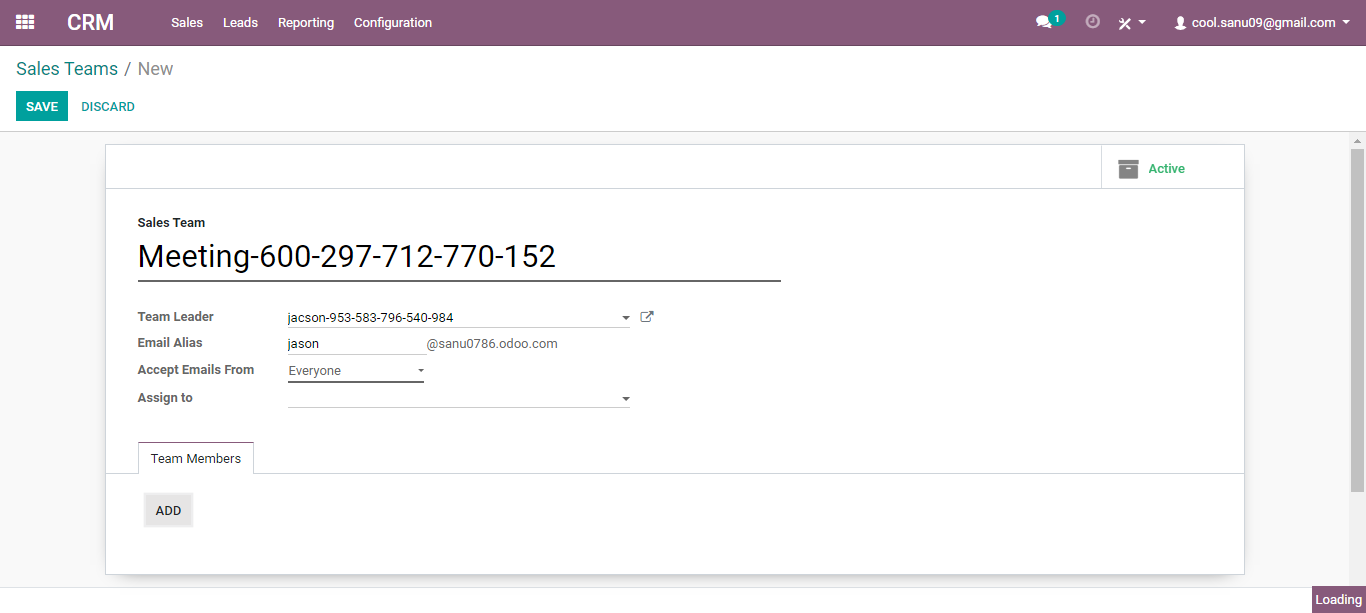 CRM Sales Leads Reporting Configuration 1 cool.sanu09@gmail.com
Sales Teams / New
SAVE DISCARD
Active
Sales Team
Meeting-600-297-712-770-152
Team Leader jacson-953-583-796-540-984
Email Alias jason @sanu0786.odoo.com
Accept Emails From Everyone
Assign to
Team Members
ADD
Loading